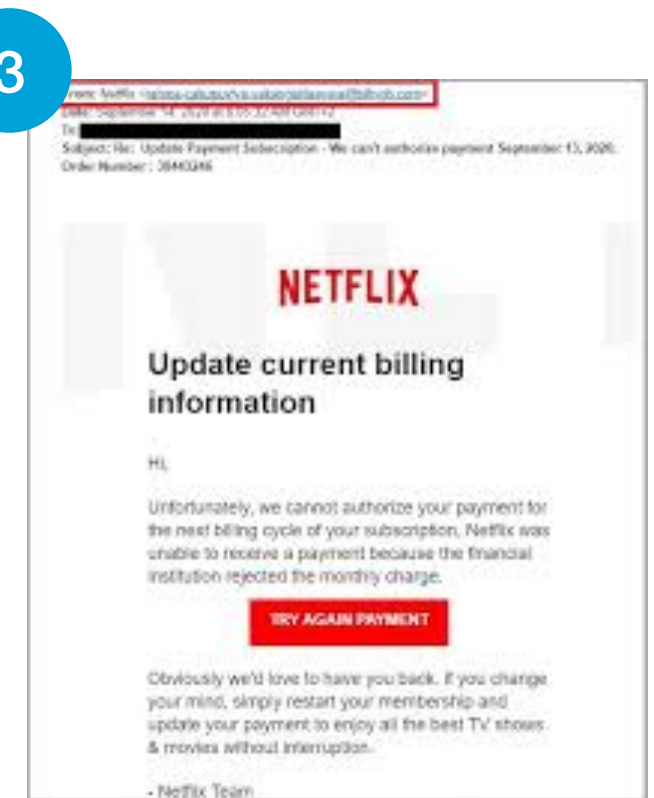 3
From: Netflix
Date: September 14, 2020 at
To
Subject: Re: Update Payment Subscription - We can't authorize payment September 13, 2020.
Order Number : 38443246
NETFLIX
Update current billing
information
Hi,
Unfortunately, we cannot authorize your payment for
the next billing cycle of your subscription, Netflix was
unable to receive a payment because the financial
institution rejected the monthly charge.
TRY AGAIN PAYMENT
Obviously we'd love to have you back. If you change
your mind, simply restart your membership and
update your payment to enjoy all the best TV shows
& movies without interruption.
- Netflix Team